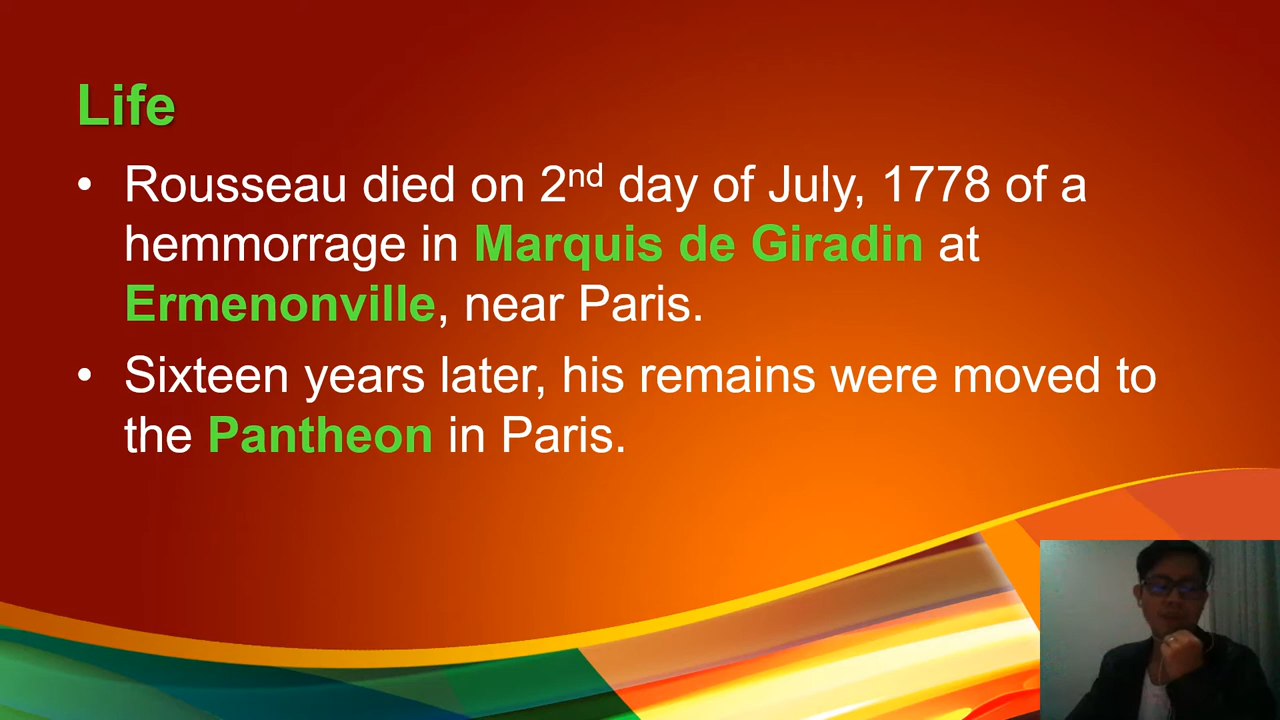 Life
• Rousseau died on 2nd day of July, 1778 of a
hemmorrage in Marquis de Giradin at
Ermenonville, near Paris.
• Sixteen years later, his remains were moved to
the Pantheon in Paris.